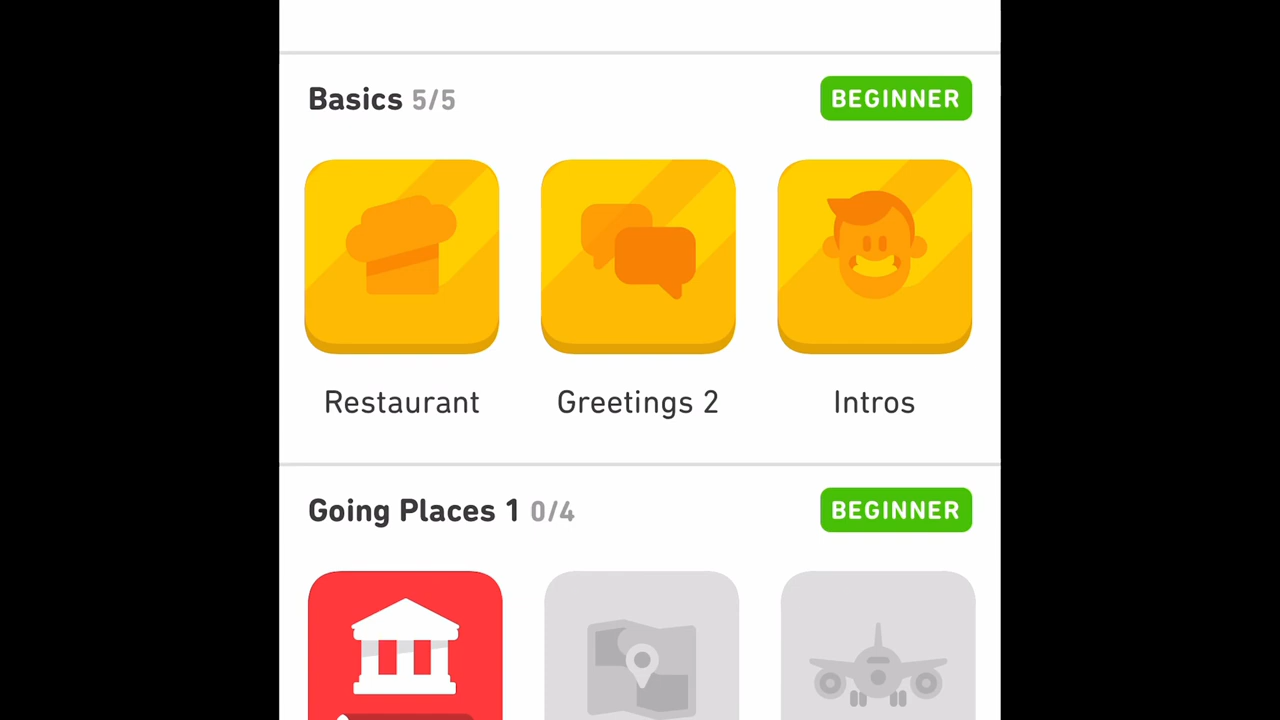 Basics 5/5
BEGINNER
Restaurant
Greetings 2
Intros
Going Places 1 0/4
BEGINNER